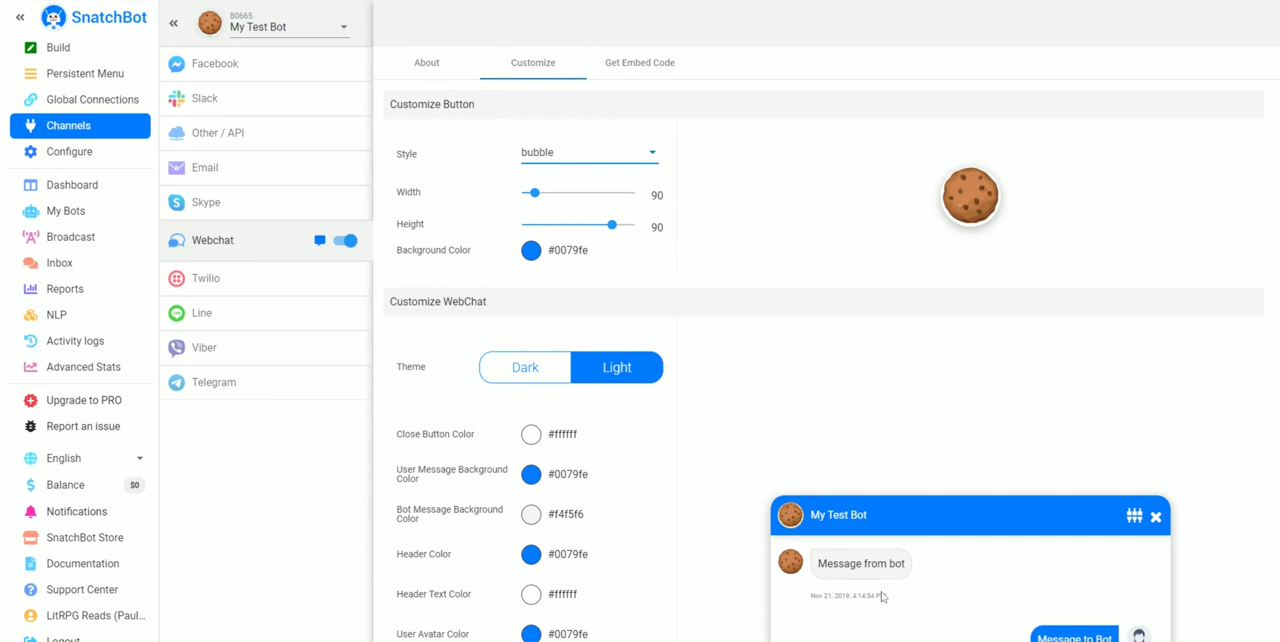 SnatchBot
Build
Persistent Menu
Global Connections
Channels
Configure
Dashboard
My Bots
Broadcast
Inbox
Reports
NLP
Activity logs
Advanced Stats
Upgrade to PRO
Report an issue
English
Balance $0
Notifications
SnatchBot Store
Documentation
Support Center
LitRPG Reads (Paul...
Logout
80665
My Test Bot
Facebook
Slack
Other / API
Email
Skype
Webchat
Twilio
Line
Viber
Telegram
About Customize Get Embed Code
Customize Button
Style bubble
Width 90
Height 90
Background Color #0079fe
Customize WebChat
Theme Dark Light
Close Button Color #ffffff
User Message Background
Color #0079fe
Bot Message Background
Color #f4f5f6
Header Color #0079fe
Header Text Color #ffffff
User Avatar Color #0079fe
My Test Bot
Message from bot
Nov 21, 2019, 4:14:54
Message to Bot